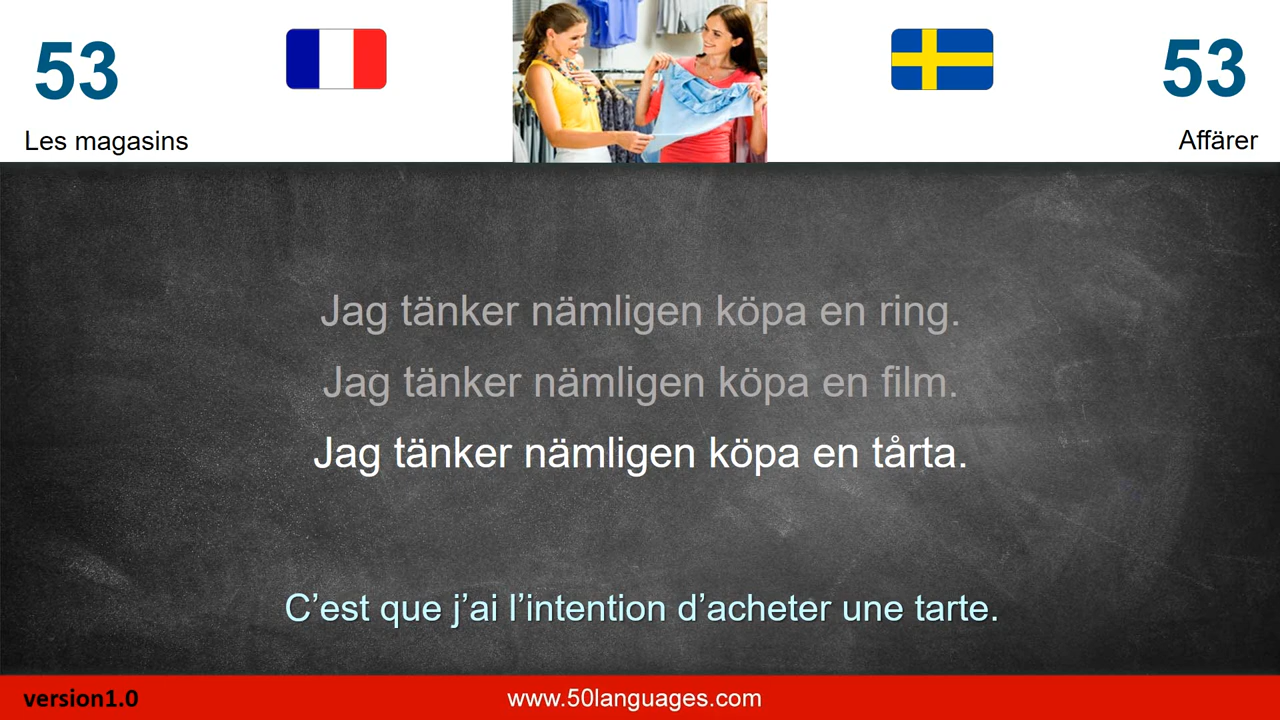 53
53
Les magasins
Affärer
Jag tänker nämligen köpa en ring.
Jag tänker nämligen köpa en film.
Jag tänker nämligen köpa en tårta.
C’est que j’ai l’intention d’acheter une tarte.
version1.0
www.50languages.com